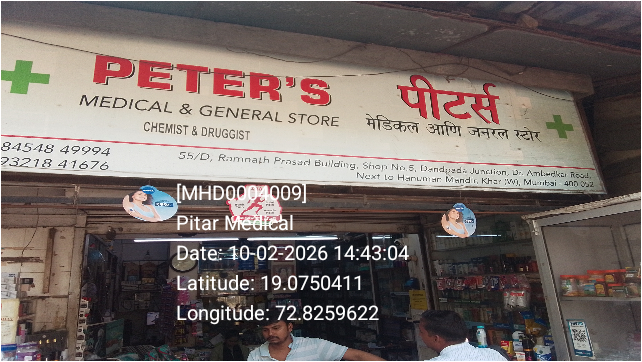 PETER'S
MEDICAL & GENERAL STORE
CHEMIST & DRUGGIST
पीटर्स
मेडिकल आणि जनरल स्टोर
84548 49994
93218 41676
55/D, Ramnath Prasad Building, Shop No 5, Dandpada Junction, Dr. Ambedkar Road,
Next to Hanuman Mandir, Khar (W), Mumbai - 400 052
[MHD0004009]
Pitar Medical
Date: 10-02-2026 14:43:04
Latitude: 19.0750411
Longitude: 72.8259622